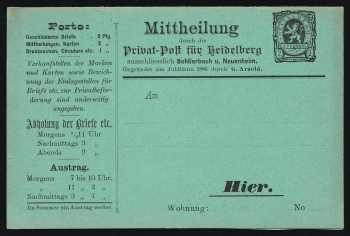 Porto:
Geschlossene Briefe . . 2 Pfg.
Mittheilungen, Karten 2 „
Drucksachen, Circulare etc. 1 „
Verkaufstellen der Marken
und Karten sowie Bezeich-
nung der Einlagestellen für
Briefe etc. zur Privatbeför-
derung sind anderweitig
angegeben.
Abholung der Briefe etc.
Morgens 11 Uhr
Nachmittags 3 „
Abends 9 „
Austrag.
Morgens 7 bis 10 Uhr.
„ 11 „ 2 „
Nachmittags 3 „ 7 „
Im Sommer ein Austrag weiter.
Mittheilung
durch die
Privat-Post für Heidelberg
ausschliesslich Schlierbach u. Neuenheim.
Gegründet am Jubiläum 1886 durch G. Arnold.
An
Hier.
Wohnung: No